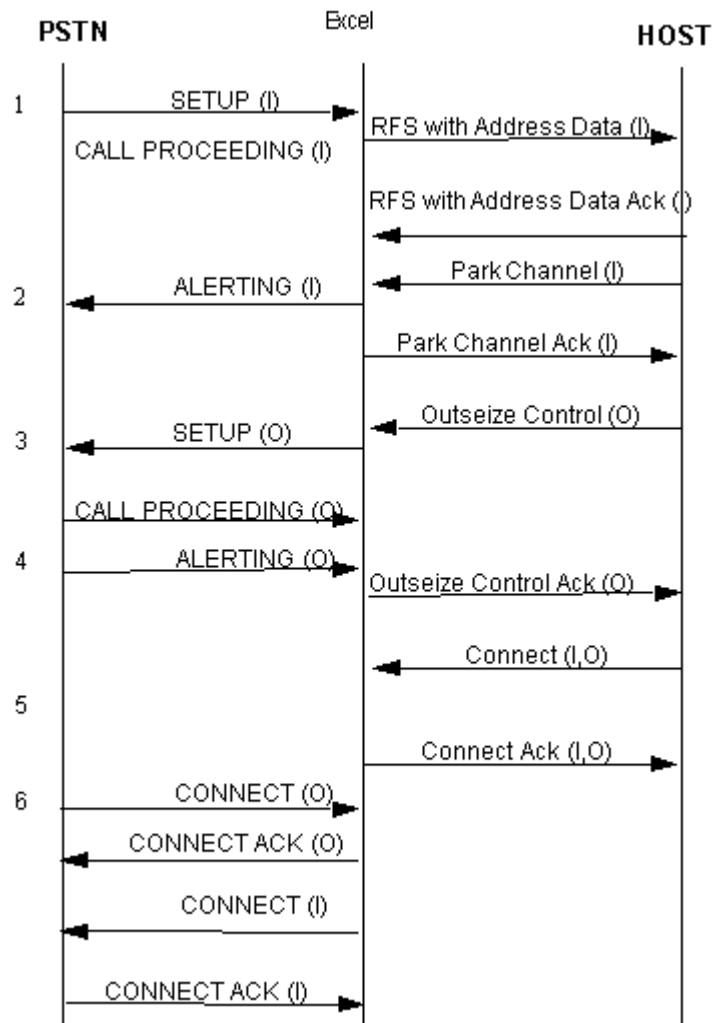 PSTN
Excel
HOST
1
SETUP (I)
RFS with Address Data (I)
CALL PROCEEDING (I)
RFS with Address Data Ack ()
Park Channel (I)
2
ALERTING (I)
Park Channel Ack (I)
Outseize Control (O)
3
SETUP (O)
CALL PROCEEDING (O)
4
ALERTING (O)
Outseize Control Ack (O)
Connect (I,O)
5
Connect Ack (I,O)
6
CONNECT (O)
CONNECT ACK (O)
CONNECT (I)
CONNECT ACK (I)